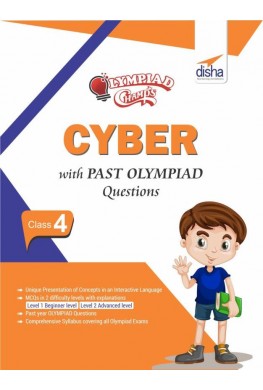 OLYMPIAD
CHAMPS
disha
CYBER
with PAST OLYMPIAD
Questions
Class 4
Unique Presentation of Concepts in an Interactive Language
MCQs in 2 difficulty levels with explanations
Level 1 Beginner level Level 2 Advanced level
Past year OLYMPIAD Questions
Comprehensive Syllabus covering all Olympiad Exams